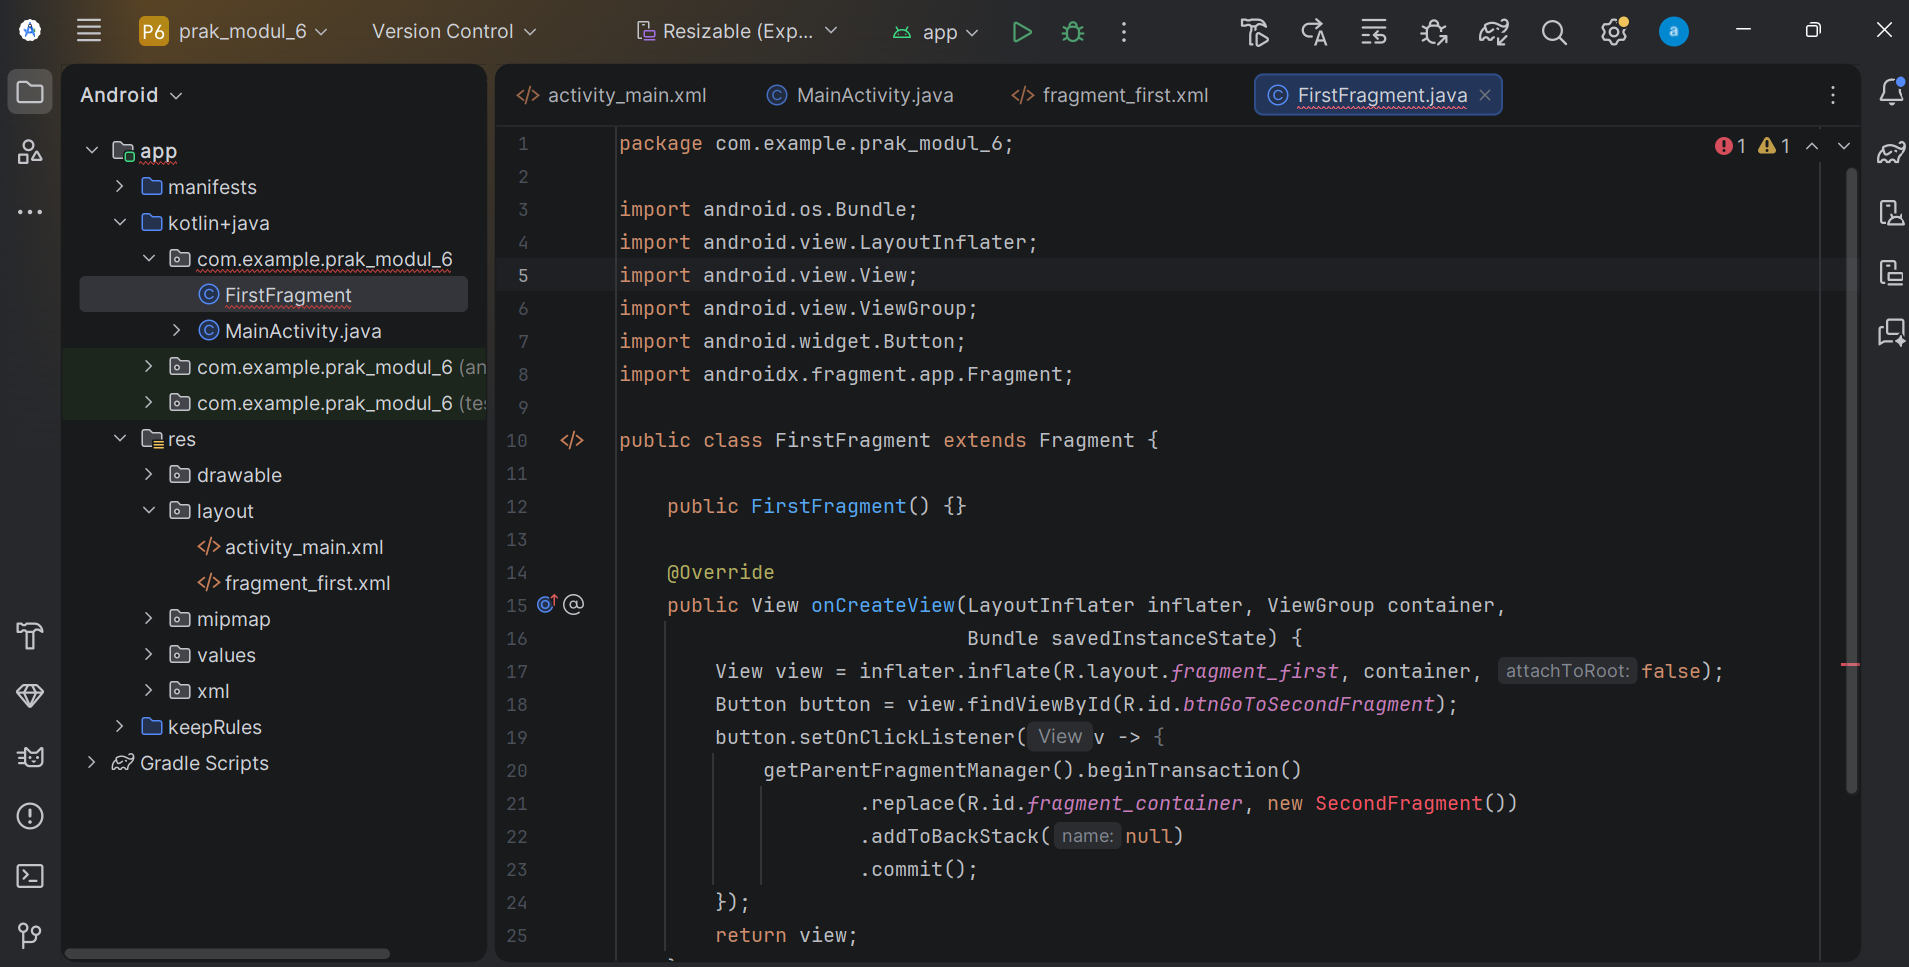 P6 prak_modul_6 Version Control Resizable (Exp... app a
Android
app
manifests
kotlin+java
com.example.prak_modul_6
FirstFragment
MainActivity.java
com.example.prak_modul_6 (an
com.example.prak_modul_6 (tes
res
drawable
layout
activity_main.xml
fragment_first.xml
mipmap
values
xml
keepRules
Gradle Scripts
</> activity_main.xml MainActivity.java </> fragment_first.xml FirstFragment.java
1 1
1 package com.example.prak_modul_6;
2
3 import android.os.Bundle;
4 import android.view.LayoutInflater;
5 import android.view.View;
6 import android.view.ViewGroup;
7 import android.widget.Button;
8 import androidx.fragment.app.Fragment;
9
10 </> public class FirstFragment extends Fragment {
11
12 public FirstFragment() {}
13
14 @Override
15 @ public View onCreateView(LayoutInflater inflater, ViewGroup container,
16 Bundle savedInstanceState) {
17 View view = inflater.inflate(R.layout.fragment_first, container, attachToRoot: false);
18 Button button = view.findViewById(R.id.btnGoToSecondFragment);
19 button.setOnClickListener( View v -> {
20 getParentFragmentManager().beginTransaction()
21 .replace(R.id.fragment_container, new SecondFragment())
22 .addToBackStack( name: null)
23 .commit();
24 });
25 return view;